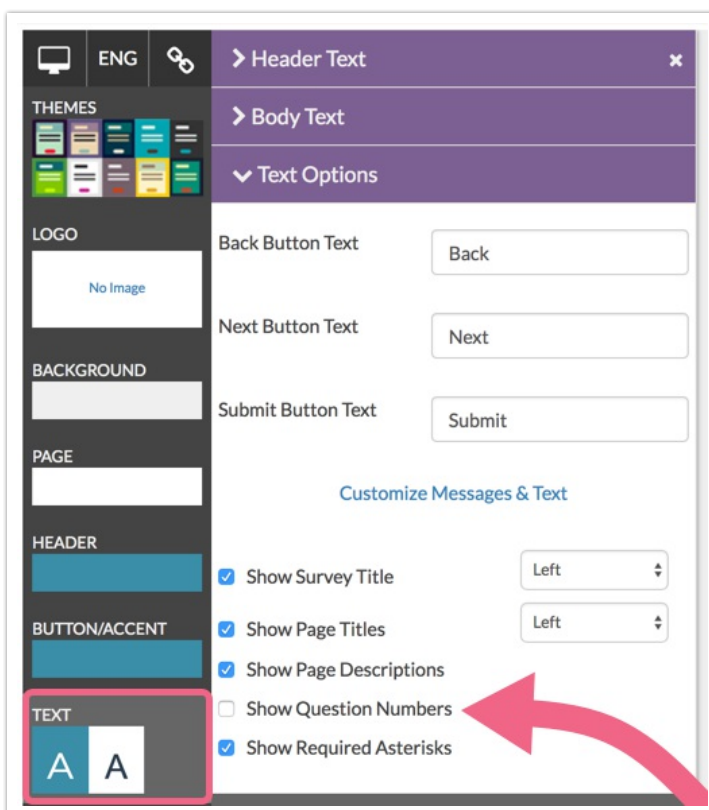 ENG
THEMES
LOGO
No Image
BACKGROUND
PAGE
HEADER
BUTTON/ACCENT
TEXT
A A
Header Text
Body Text
Text Options
Back Button Text
Back
Next Button Text
Next
Submit Button Text
Submit
Customize Messages & Text
Show Survey Title
Left
Show Page Titles
Left
Show Page Descriptions
Show Question Numbers
Show Required Asterisks